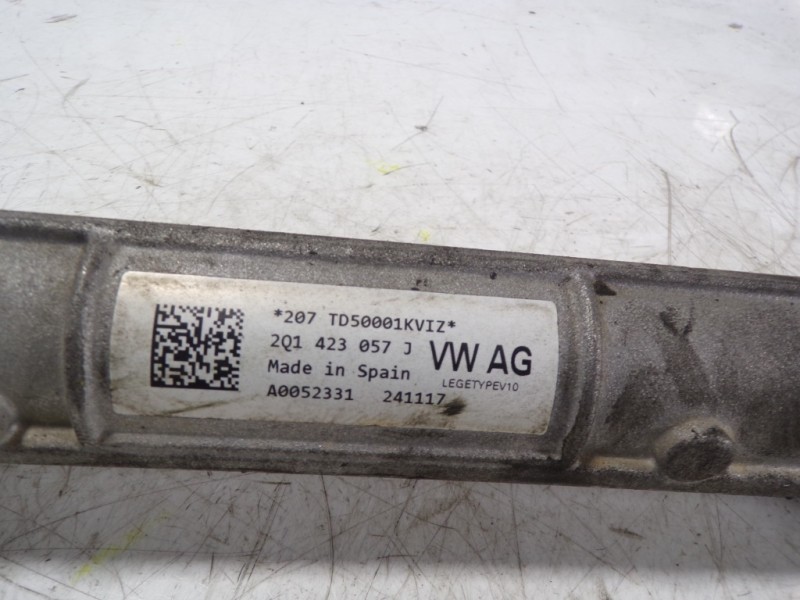 *207 TD50001KVIZ*
2Q1 423 057 J
VW AG
LEGETYPEV10
Made in Spain
A0052331 241117